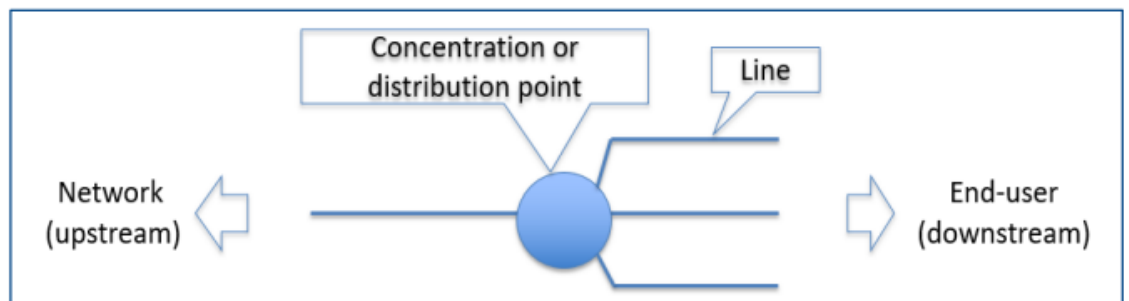 Concentration or
distribution point
Line
Network
(upstream)
End-user
(downstream)